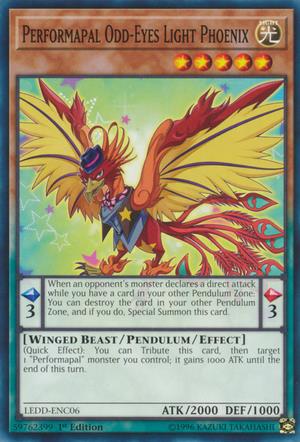 Performapal Odd-Eyes Light Phoenix
LIGHT
光
When an opponent's monster declares a direct attack
while you have a card in your other Pendulum Zone:
You can destroy the card in your other Pendulum
Zone, and if you do, Special Summon this card.
3
3
[Winged Beast/Pendulum/Effect]
(Quick Effect): You can Tribute this card, then target
1 "Performapal" monster you control; it gains 1000 ATK until
the end of this turn.
LEDD-ENC06
ATK/2000 DEF/1000
59762399
1st Edition
©1996 KAZUKI TAKAHASHI